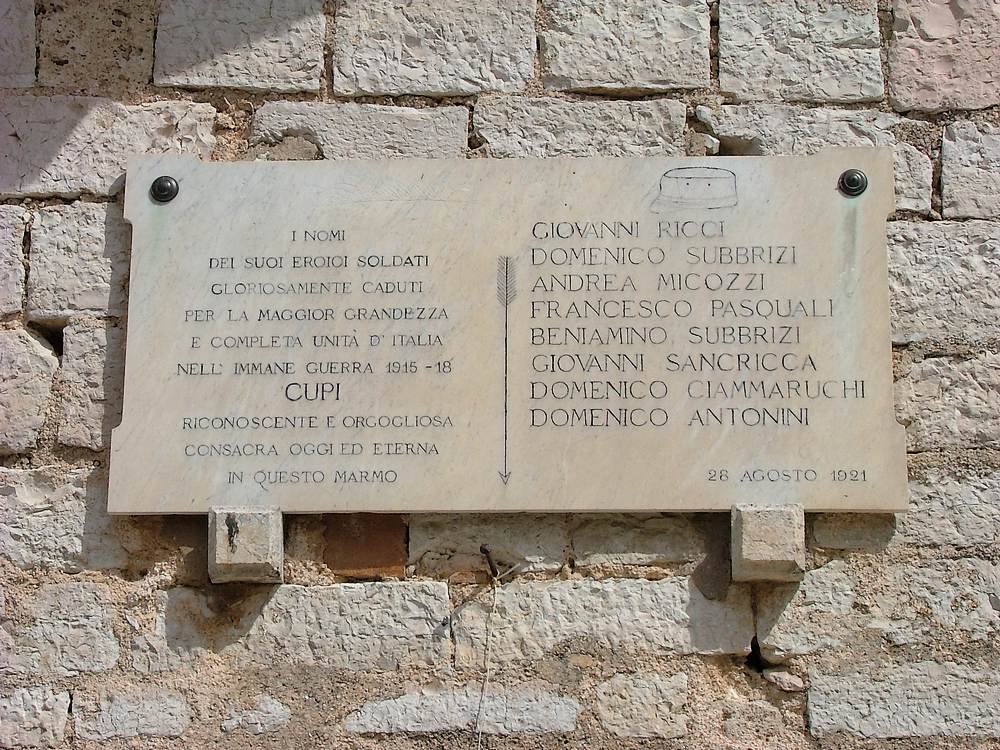 I NOMI
DEI SUOI EROICI SOLDATI
GLORIOSAMENTE CADUTI
PER LA MAGGIOR GRANDEZZA
E COMPLETA UNITÀ D' ITALIA
NELL' IMMANE GUERRA 1915-18
CUPI
RICONOSCENTE E ORGOGLIOSA
CONSACRA OGGI ED ETERNA
IN QUESTO MARMO
GIOVANNI RICCI
DOMENICO SUBBRIZI
ANDREA MICOZZI
FRANCESCO PASQUALI
BENIAMINO SUBBRIZI
GIOVANNI SANCRICCA
DOMENICO CIAMMARUCHI
DOMENICO ANTONINI
28 AGOSTO 1921